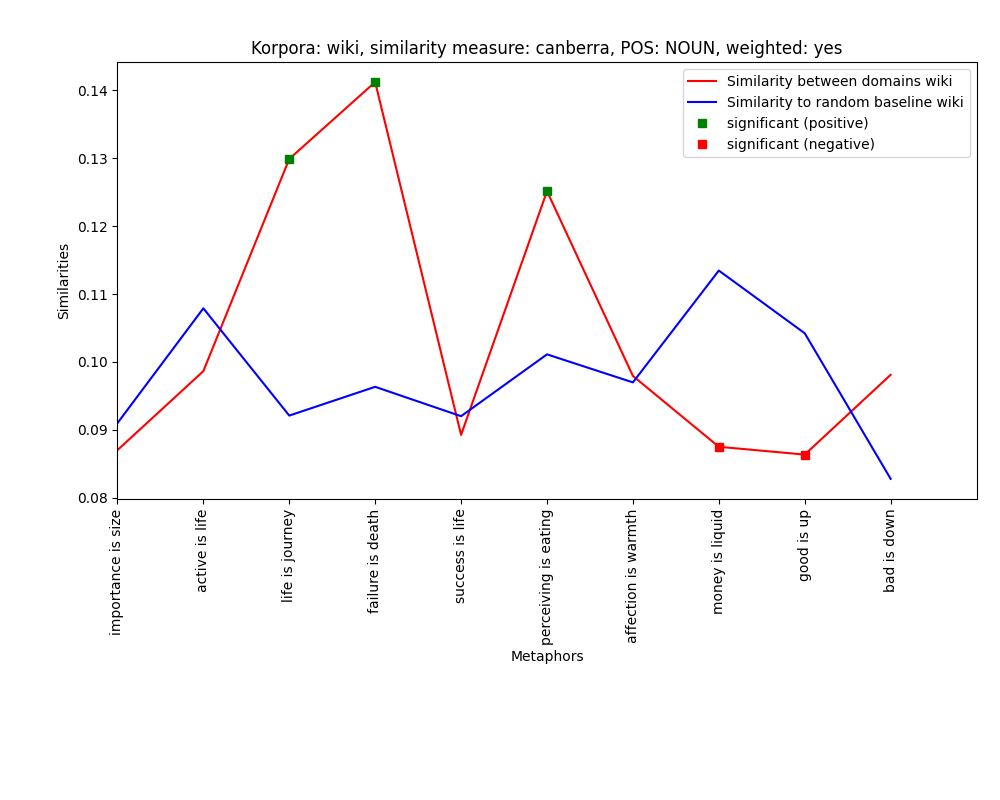 Korpora: wiki, similarity measure: canberra, POS: NOUN, weighted: yes
Similarity between domains wiki
Similarity to random baseline wiki
significant (positive)
significant (negative)
Similarities
0.14
0.13
0.12
0.11
0.10
0.09
0.08
importance is size
active is life
life is journey
failure is death
success is life
perceiving is eating
affection is warmth
money is liquid
good is up
bad is down
Metaphors